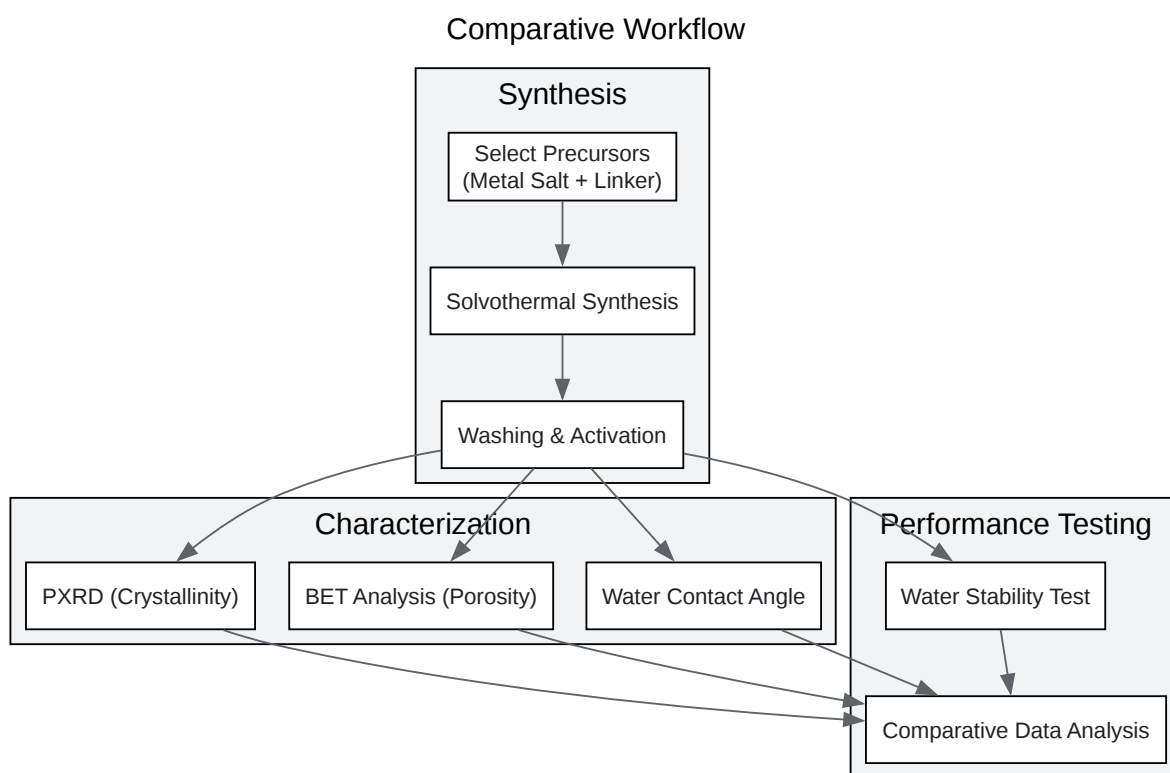 Comparative Workflow
Synthesis
Select Precursors
(Metal Salt + Linker)
Solvothermal Synthesis
Washing & Activation
Characterization
Performance Testing
PXRD (Crystallinity)
BET Analysis (Porosity)
Water Contact Angle
Water Stability Test
Comparative Data Analysis